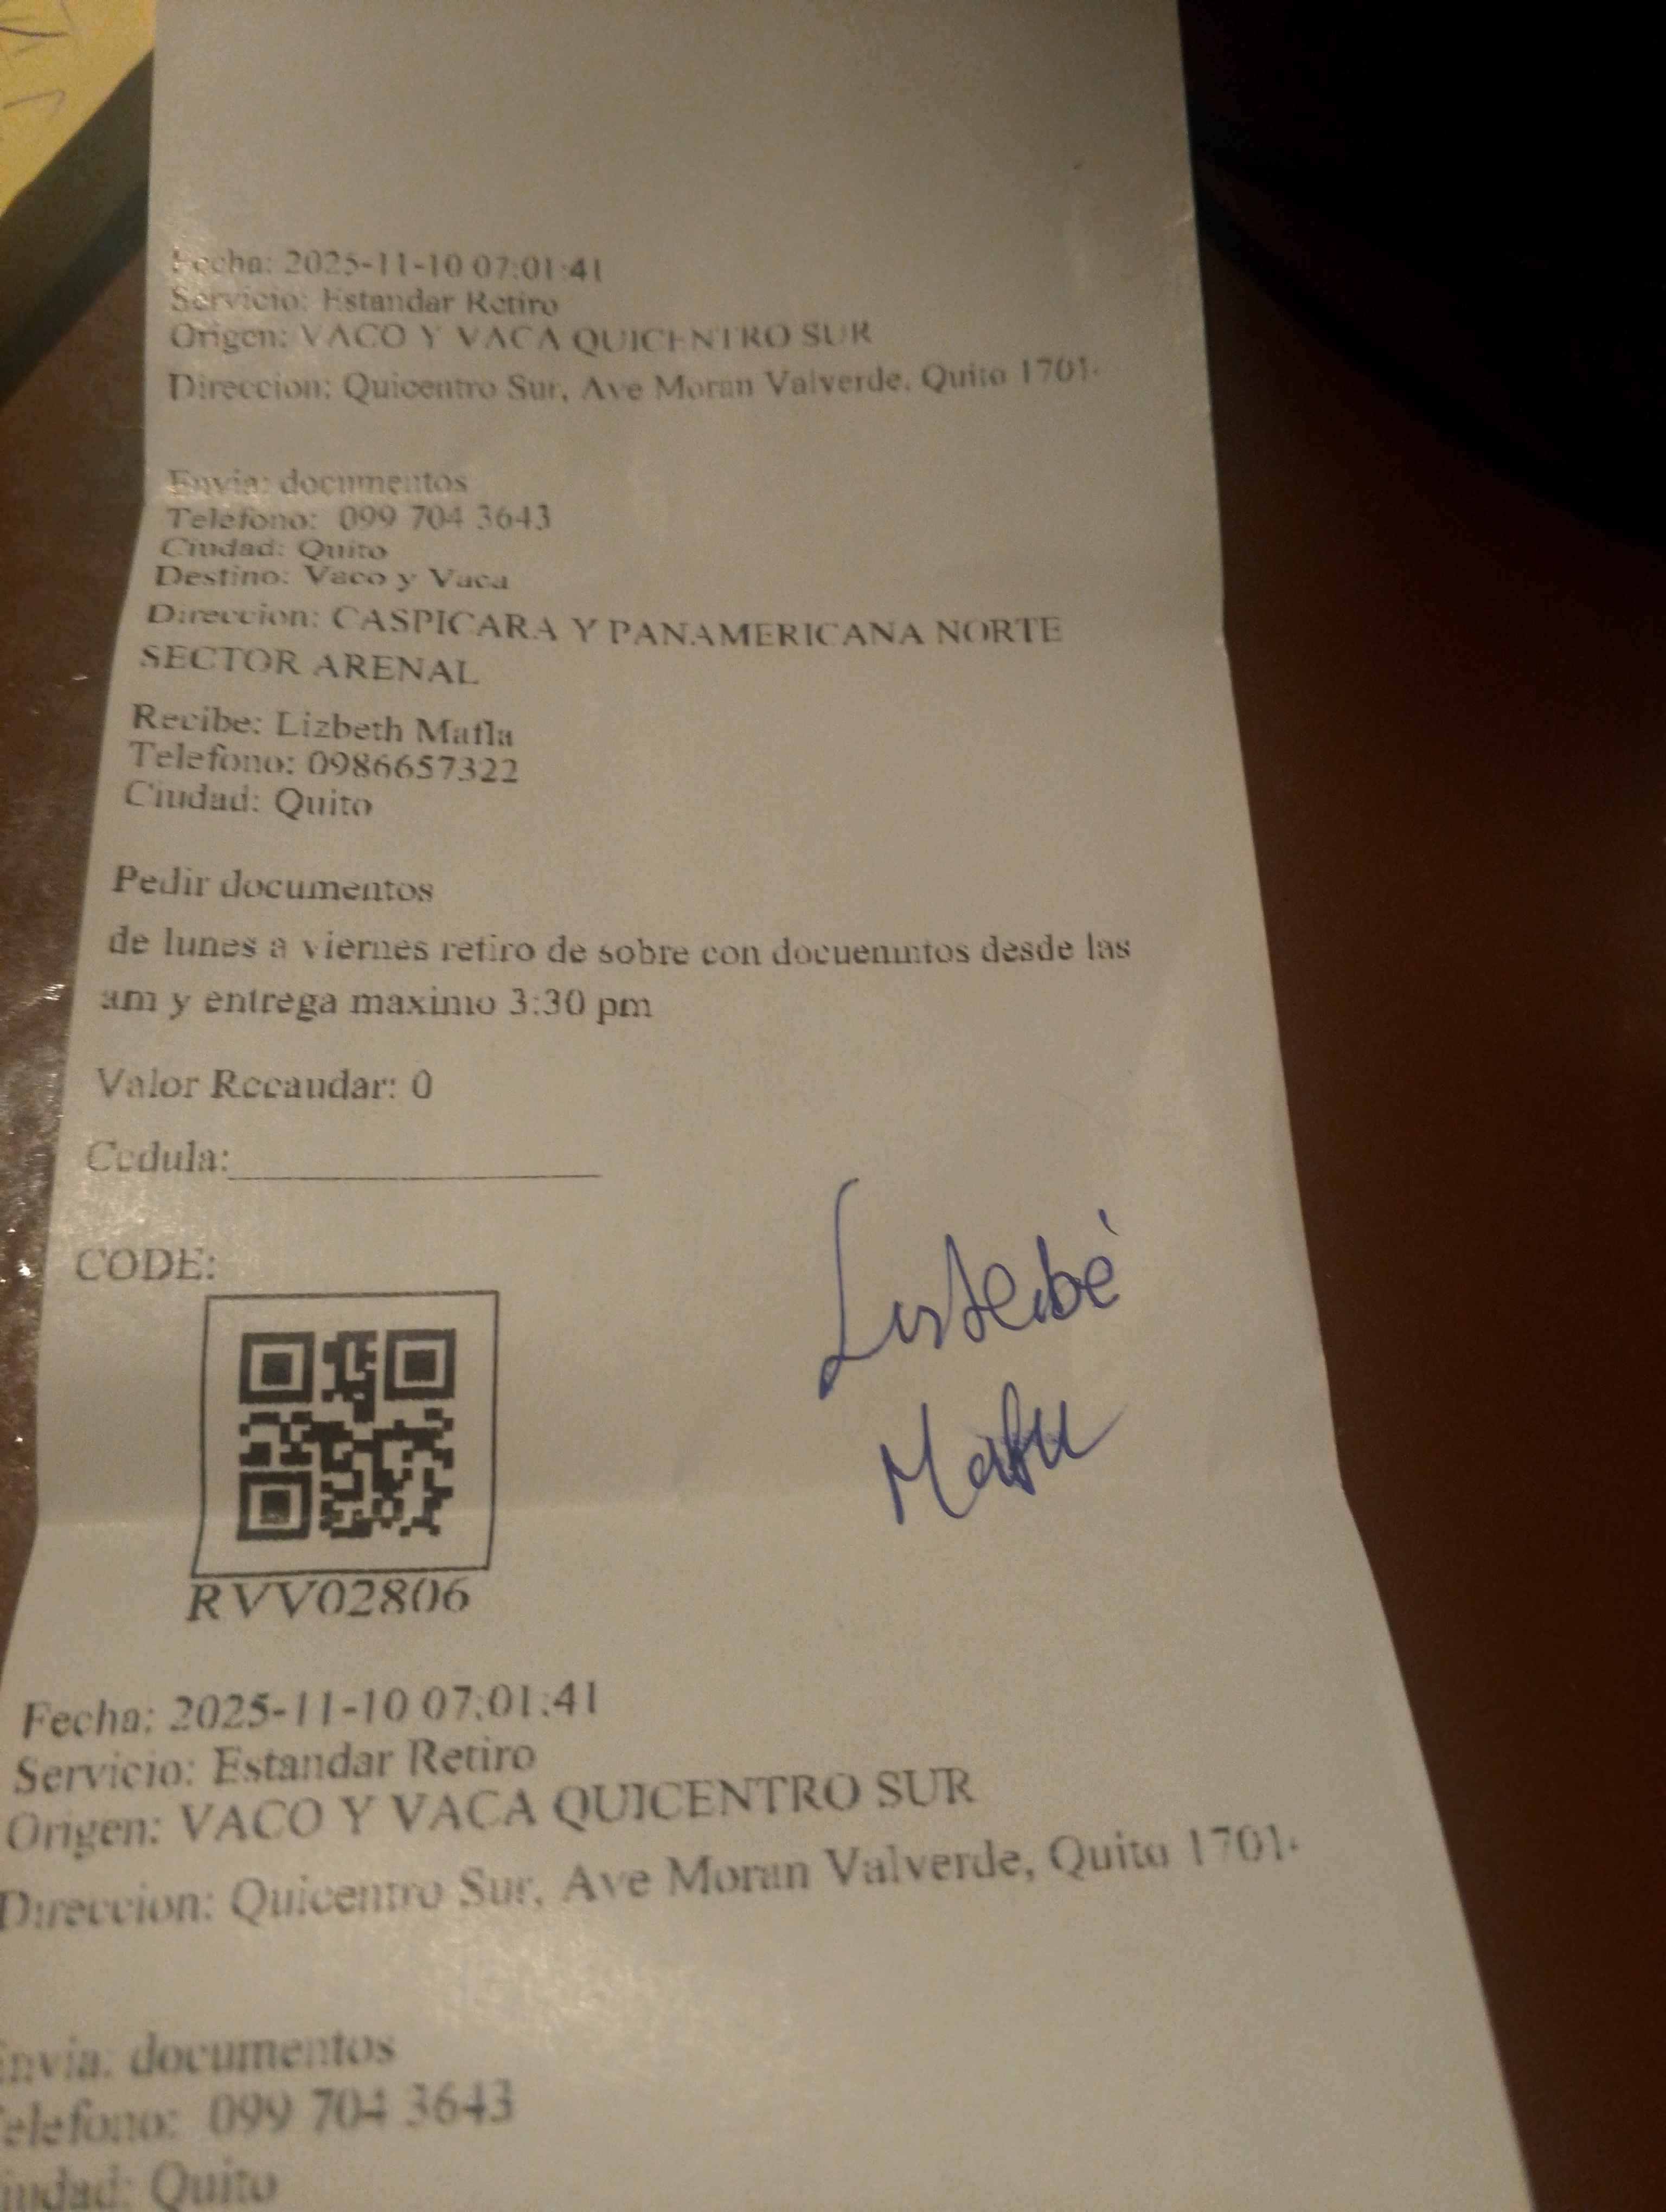 Fecha: 2025-11-10 07:01:41
Servicio: Estandar Retiro
Origen: VACO Y VACA QUICENTRO SUR
Direccion: Quicentro Sur, Ave Moran Valverde, Quito 1701
Envia: documentos
Telefono: 099 704 3643
Ciudad: Quito
Destino: Vaco y Vaca
Direccion: CASPICARA Y PANAMERICANA NORTE
SECTOR ARENAL
Recibe: Lizbeth Mafla
Telefono: 0986657322
Ciudad: Quito
Pedir documentos
de lunes a viernes retiro de sobre con docuemntos desde las
am y entrega maximo 3:30 pm
Valor Recaudar: 0
Cedula:
CODE:
RVV02806
Fecha: 2025-11-10 07:01:41
Servicio: Estandar Retiro
Origen: VACO Y VACA QUICENTRO SUR
Direccion: Quicentro Sur, Ave Moran Valverde, Quito 1701
Envia: documentos
Telefono: 099 704 3643
Ciudad: Quito